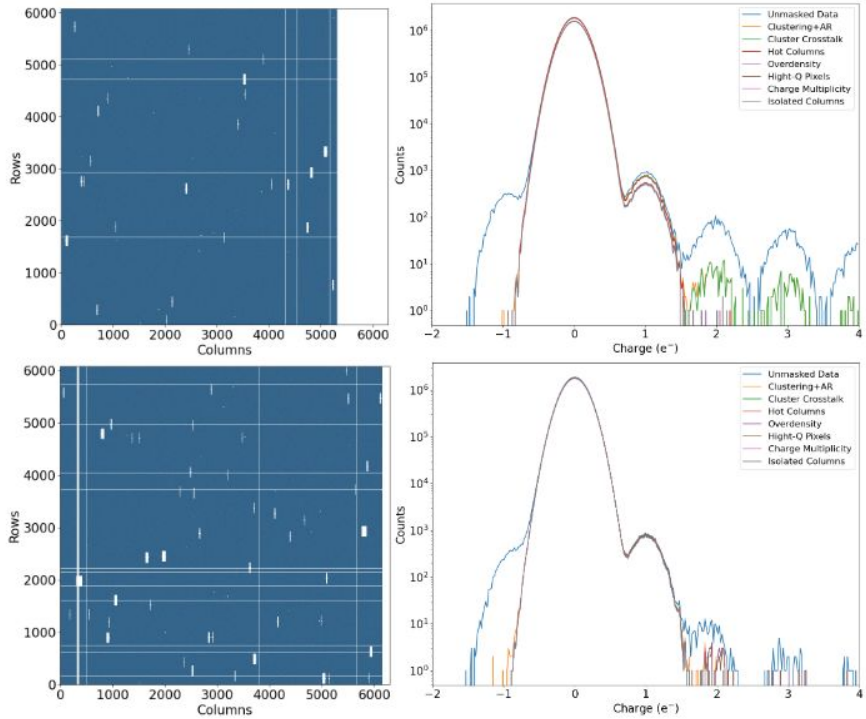 6000
5000
4000
3000
2000
1000
0
Rows
0 1000 2000 3000 4000 5000 6000
Columns
10⁶
10⁵
10⁴
10³
10²
10¹
10⁰
Counts
−2 −1 0 1 2 3 4
Charge (e⁻)
Unmasked Data
Clustering+AR
Cluster Crosstalk
Hot Columns
Overdensity
Hight-Q Pixels
Charge Multiplicity
Isolated Columns
6000
5000
4000
3000
2000
1000
0
Rows
0 1000 2000 3000 4000 5000 6000
Columns
10⁶
10⁵
10⁴
10³
10²
10¹
10⁰
Counts
−2 −1 0 1 2 3 4
Charge (e⁻)
Unmasked Data
Clustering+AR
Cluster Crosstalk
Hot Columns
Overdensity
Hight-Q Pixels
Charge Multiplicity
Isolated Columns